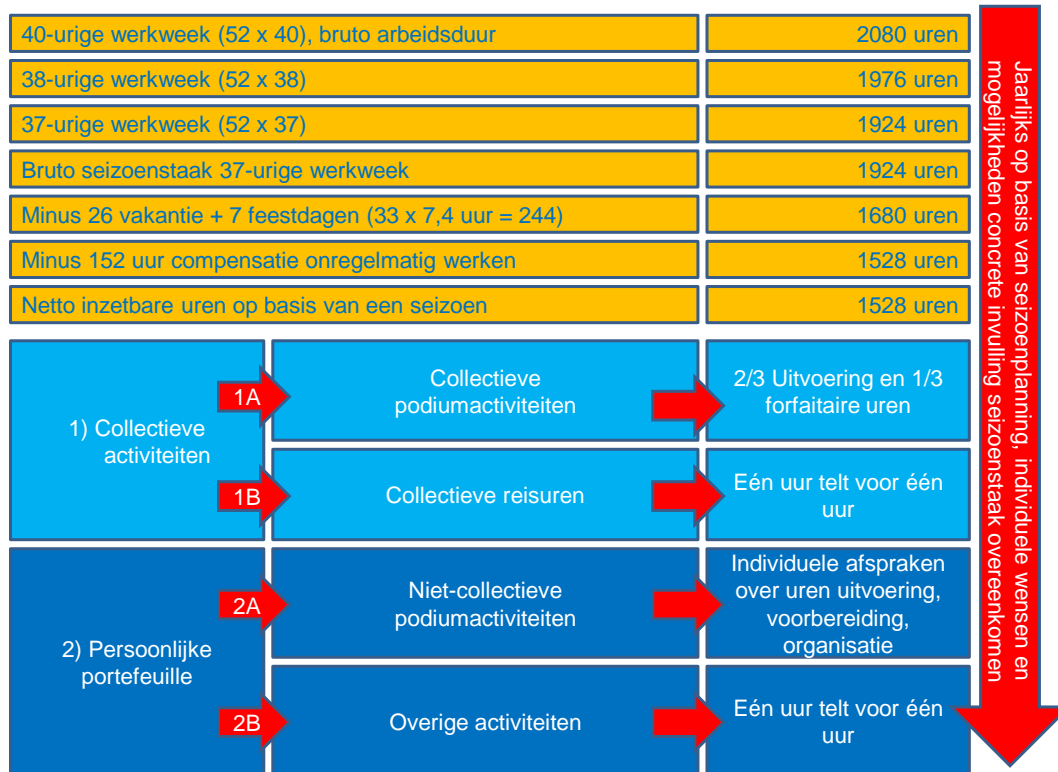 40-urige werkweek (52 x 40), bruto arbeidsduur
2080 uren
38-urige werkweek (52 x 38)
1976 uren
37-urige werkweek (52 x 37)
1924 uren
Bruto seizoenstaak 37-urige werkweek
1924 uren
Minus 26 vakantie + 7 feestdagen (33 x 7,4 uur = 244)
1680 uren
Minus 152 uur compensatie onregelmatig werken
1528 uren
Netto inzetbare uren op basis van een seizoen
1528 uren
1) Collectieve
activiteiten
1A
Collectieve
podiumactiviteiten
2/3 Uitvoering en 1/3
forfaitaire uren
1B
Collectieve reisuren
Eén uur telt voor één
uur
2) Persoonlijke
portefeuille
2A
Niet-collectieve
podiumactiviteiten
Individuele afspraken
over uren uitvoering,
voorbereiding,
organisatie
2B
Overige activiteiten
Eén uur telt voor één
uur
Jaarlijks op basis van seizoenplanning, individuele wensen en
mogelijkheden concrete invulling seizoenstaak overeenkomen